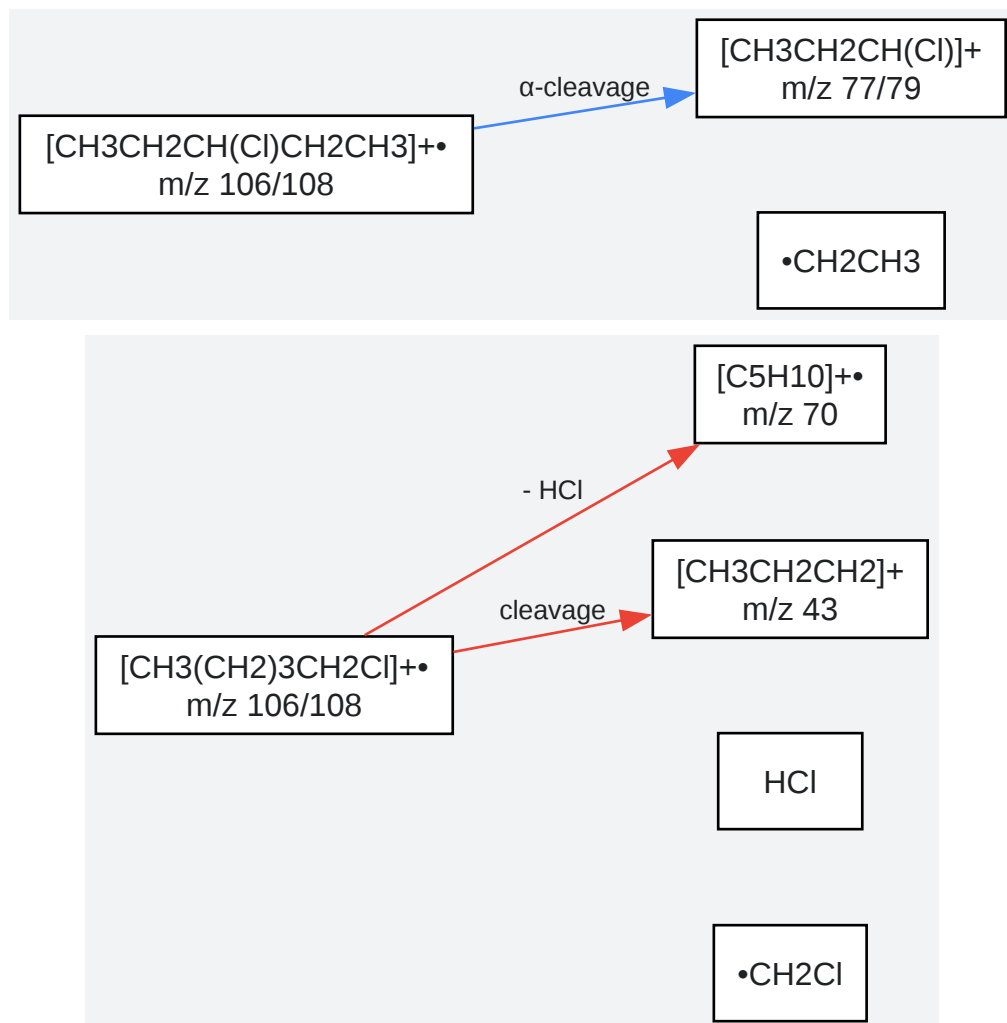 [CH3CH2CH(Cl)]+
m/z 77/79
α-cleavage
[CH3CH2CH(Cl)CH2CH3]+•
m/z 106/108
•CH2CH3
[C5H10]+•
m/z 70
- HCl
[CH3CH2CH2]+
m/z 43
cleavage
[CH3(CH2)3CH2Cl]+•
m/z 106/108
HCl
•CH2Cl